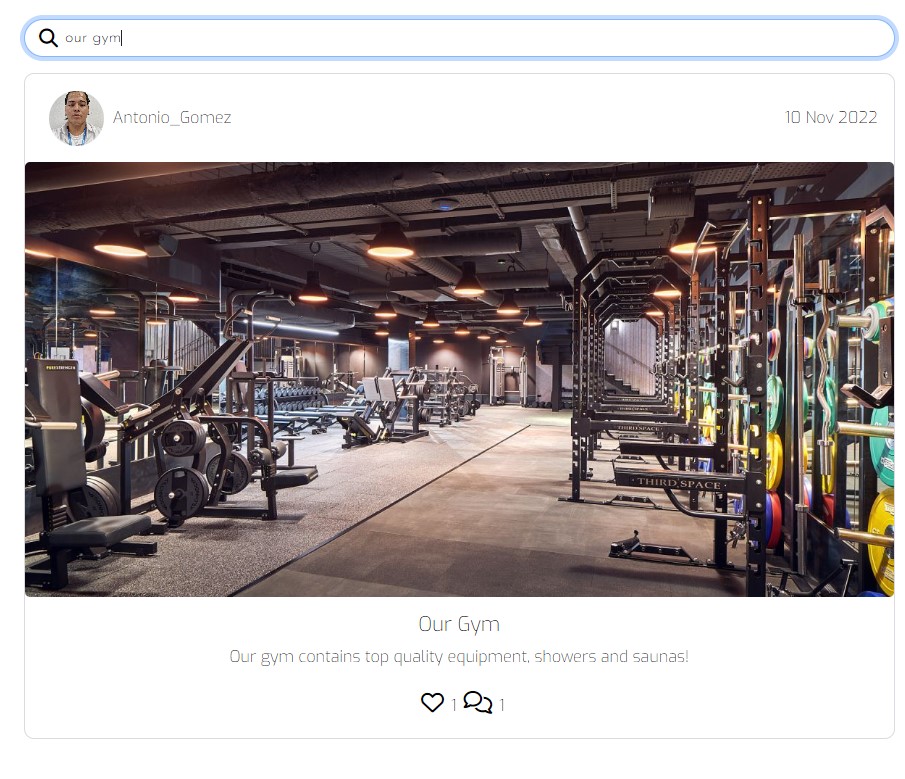 our gym
Antonio_Gomez
10 Nov 2022
THIRD SPACE
· THIRD SPACE ·
Our Gym
Our gym contains top quality equipment, showers and saunas!
1 1